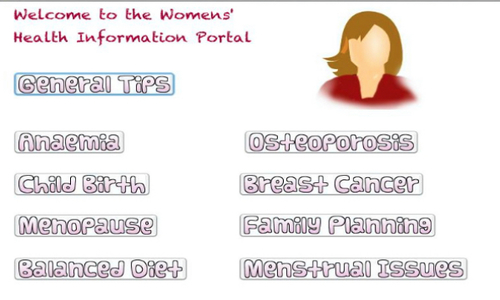 Welcome to the Womens'
Health Information Portal
General Tips
Anaemia
Osteoporosis
Child Birth
Breast Cancer
Menopause
Family Planning
Balanced Diet
Menstrual Issues